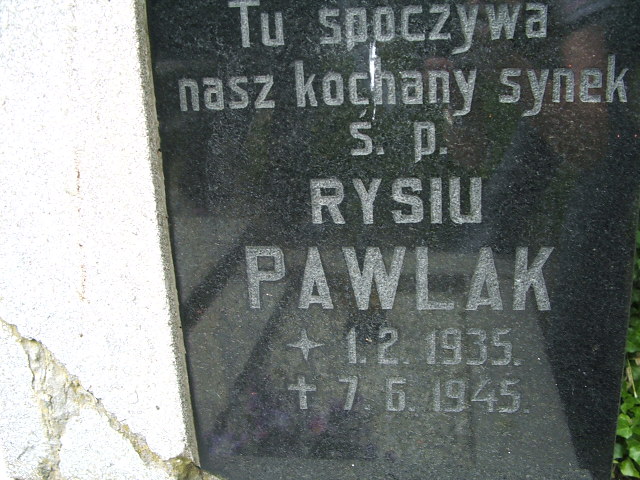 Tu spoczywa
nasz kochany synek
ś. p.
RYSIU
PAWLAK
1.2. 1935.
7.6. 1945.